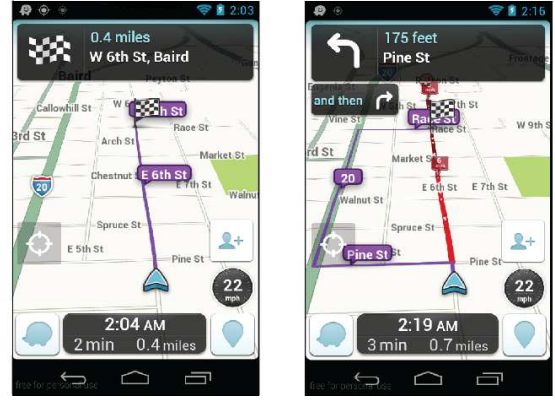 2:03
0.4 miles
W 6th St, Baird
Baird
Peyton St
Callowhill St
W 6
h St
Race St
3rd St
Arch St
Market St
Chestnut
E 6th St
E 7th St
20
Walnut
Spruce St
E 5th St
Pine St
22
mph
2:04 AM
2 min 0.4 miles
free for personal use
2:16
175 feet
Pine St
Frontage
and then
Vine St
th St
Race St
W 9th S
rd St
Market St
6
20
E 6th St
E 7th St
Walnut St
Spruce St
Pine St
Pine St
22
mph
2:19 AM
3 min 0.7 miles
free for personal use